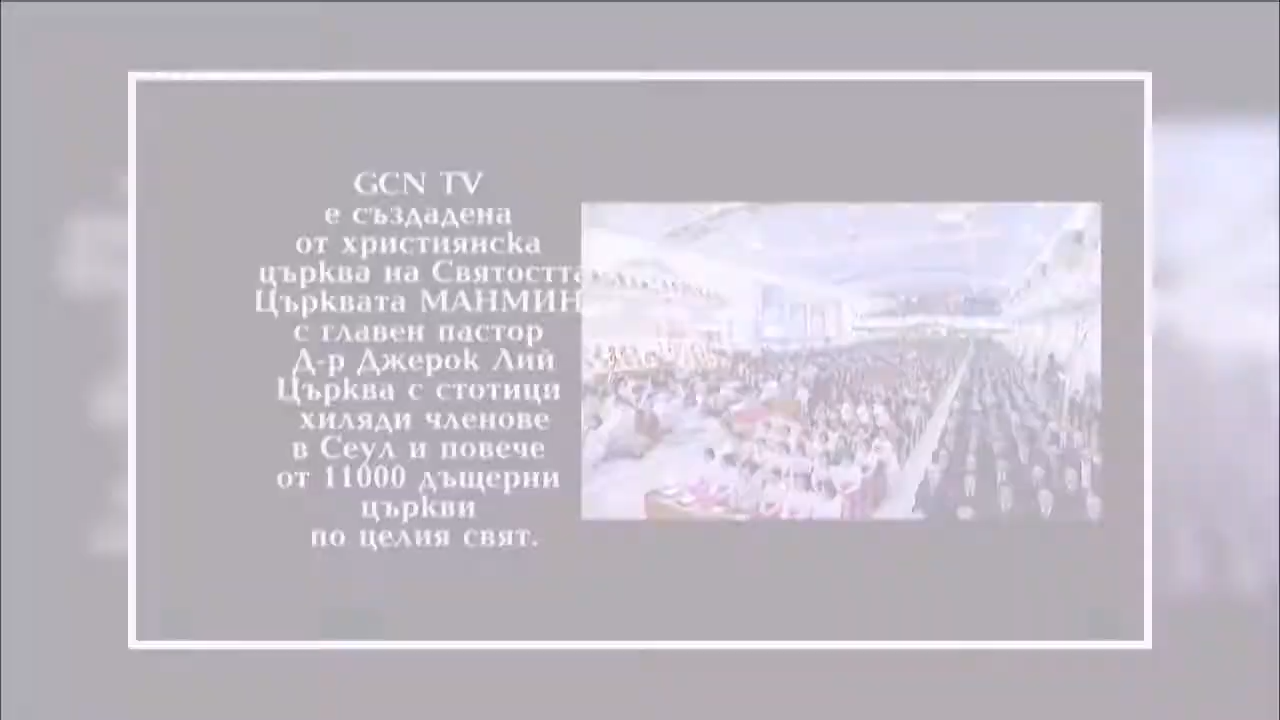 GCN TV
е създадена
от християнска
църква на Святостта
Църквата МАНМИН
с главен пастор
Д-р Джерок Лий
Църква с стотици
хиляди членове
в Сеул и повече
от 11000 дъщерни
църкви
по целия свят.